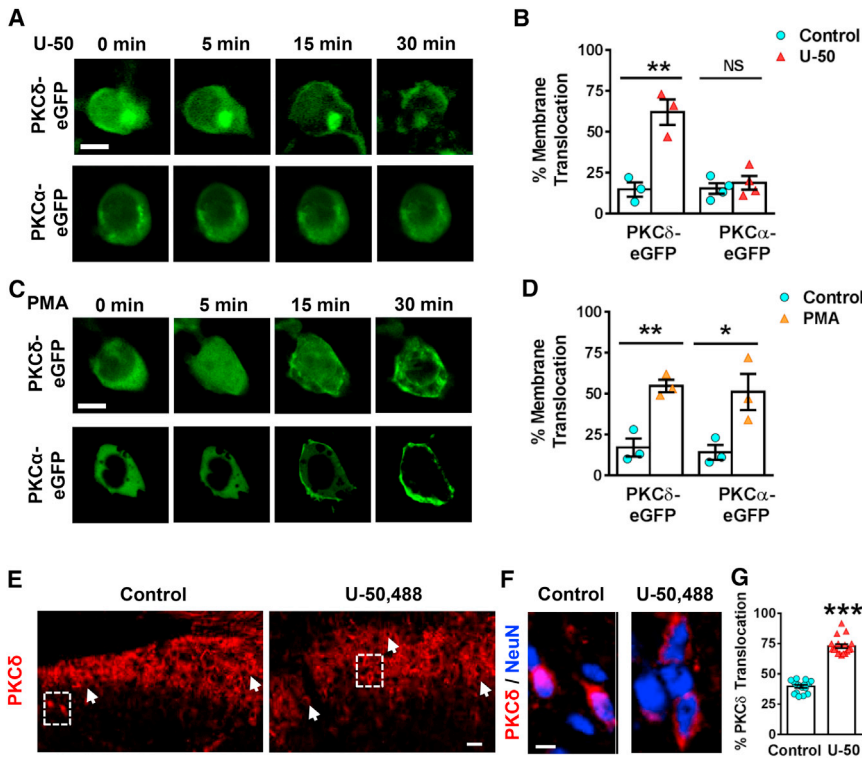 A
U-50 0 min 5 min 15 min 30 min
PKCδ-
eGFP
PKCα-
eGFP
B
Control
U-50
% Membrane
Translocation
100
75
50
25
0
**
NS
PKCδ-
eGFP
PKCα-
eGFP
C
PMA 0 min 5 min 15 min 30 min
PKCδ-
eGFP
PKCα-
eGFP
D
Control
PMA
% Membrane
Translocation
100
75
50
25
0
**
*
PKCδ-
eGFP
PKCα-
eGFP
E
Control U-50,488
PKCδ
F
Control U-50,488
PKCδ / NeuN
G
% PKCδ Translocation
100
75
50
25
0
***
Control U-50